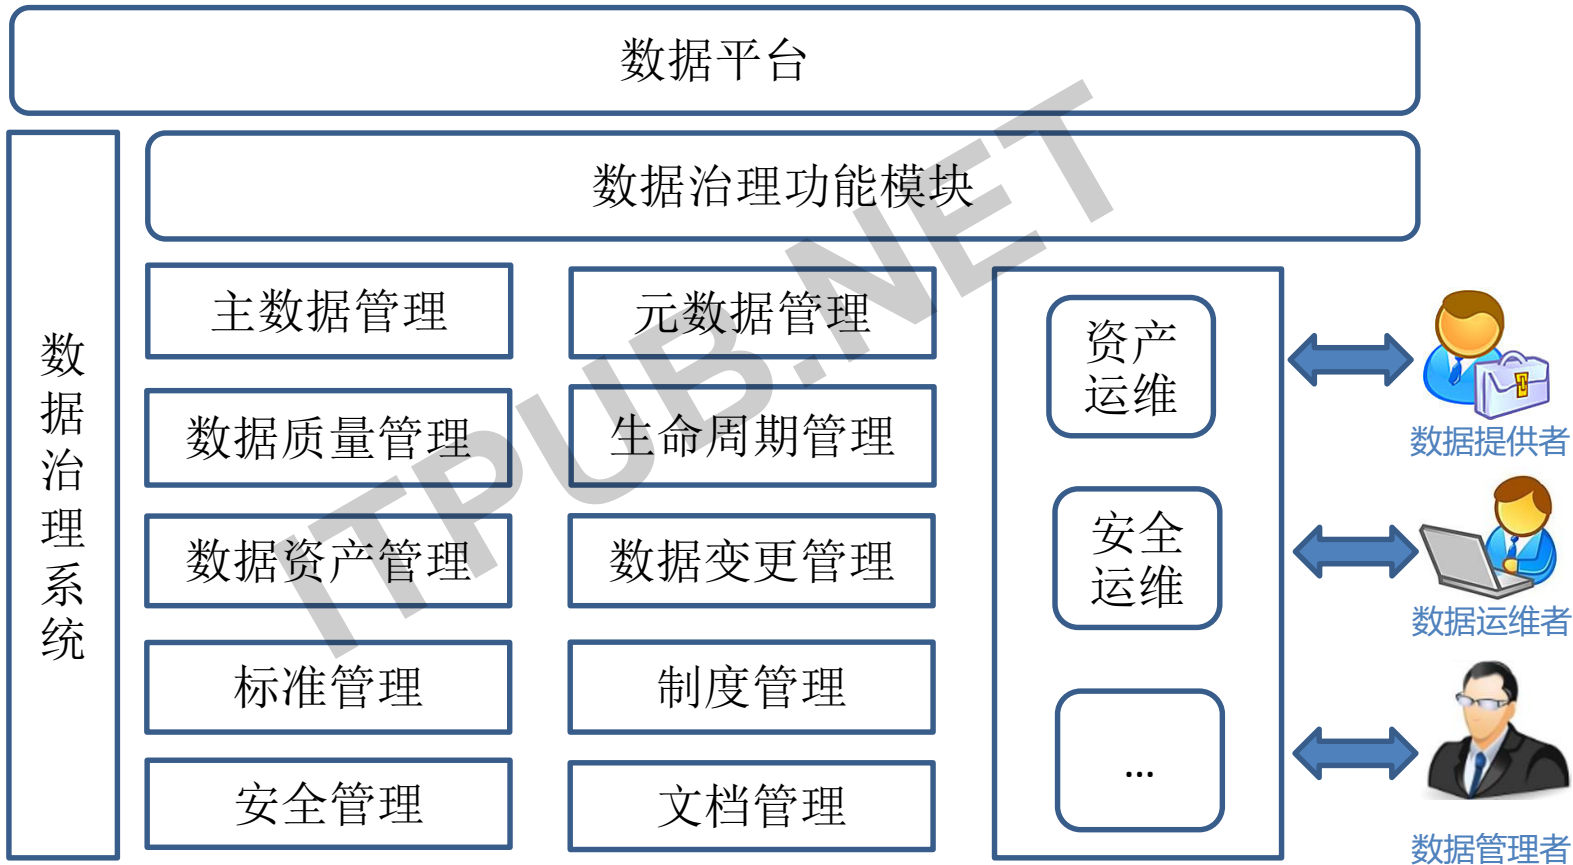 数据平台
数据治理系统
数据治理功能模块
主数据管理
元数据管理
数据质量管理
生命周期管理
数据资产管理
数据变更管理
标准管理
制度管理
安全管理
文档管理
资产
运维
安全
运维
...
数据提供者
数据运维者
数据管理者
ITPUB.NET